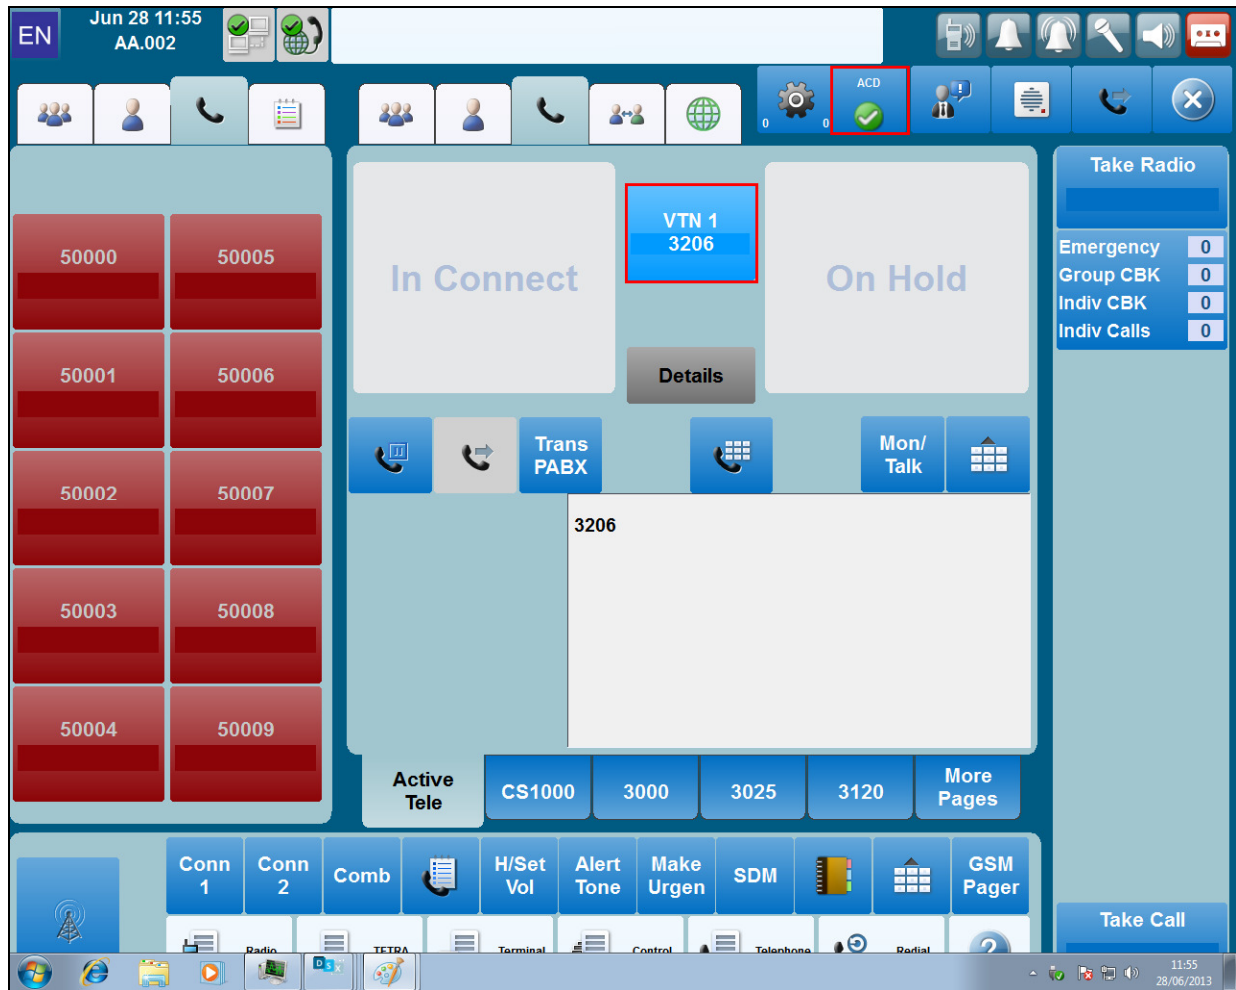 EN
Jun 28 11:55
AA.002
ACD
0
0
Take Radio
Emergency 0
Group CBK 0
Indiv CBK 0
Indiv Calls 0
50000
50005
50001
50006
50002
50007
50003
50008
50004
50009
In Connect
VTN 1
3206
On Hold
Details
Trans
PABX
Mon/
Talk
3206
Active
Tele
CS1000
3000
3025
3120
More
Pages
Conn
1
Conn
2
Comb
H/Set
Vol
Alert
Tone
Make
Urgen
SDM
GSM
Pager
Radio
TETRA
Terminal
Control
Telephone
Redial
?
Take Call
11:55
28/06/2013